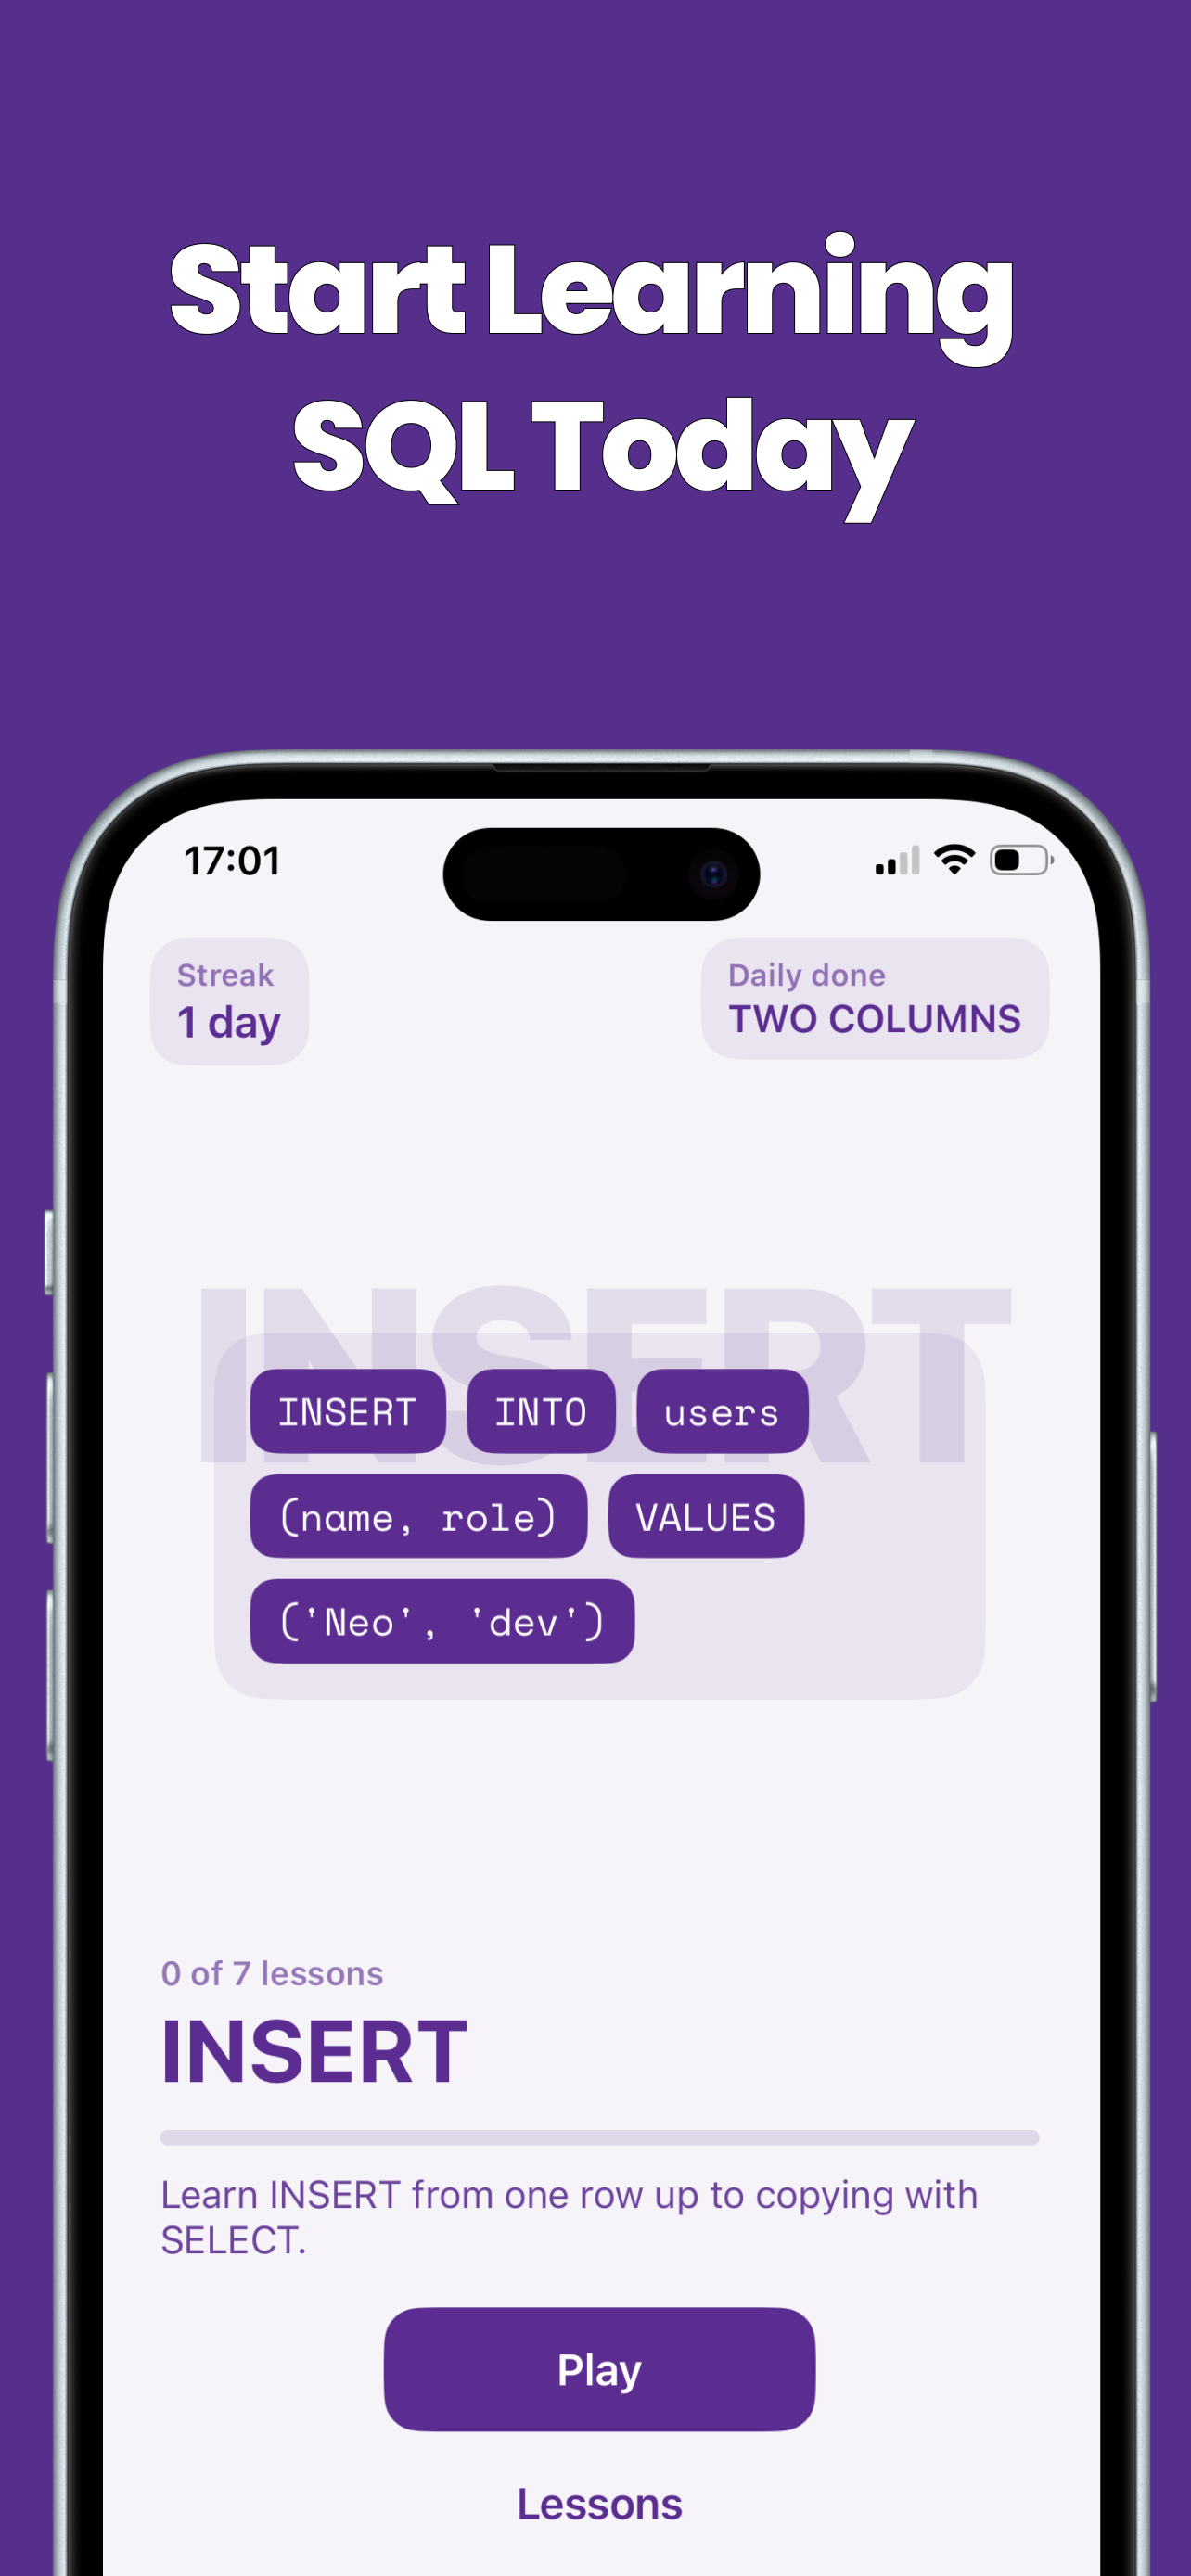 Start Learning
SQL Today
17:01
Streak
1 day
Daily done
TWO COLUMNS
INSERT
INSERT INTO users
(name, role) VALUES
('Neo', 'dev')
0 of 7 lessons
INSERT
Learn INSERT from one row up to copying with
SELECT.
Play
Lessons